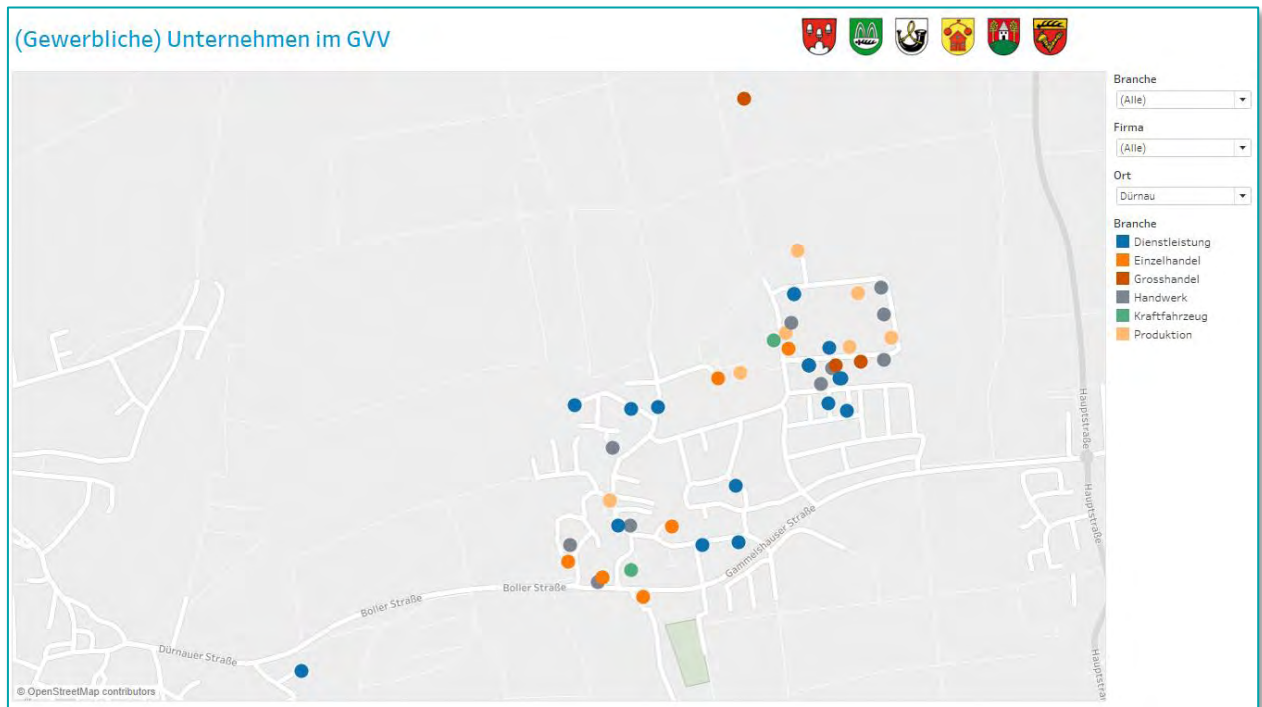 (Gewerbliche) Unternehmen im GVV
Branche
(Alle)
Firma
(Alle)
Ort
Dürnau
Branche
Dienstleistung
Einzelhandel
Grosshandel
Handwerk
Kraftfahrzeug
Produktion
Hauptstraße
Hauptstraße
Gammelshauser Straße
Boller Straße
Boller Straße
Dürnauer Straße
Hauptstraß
© OpenStreetMap contributors